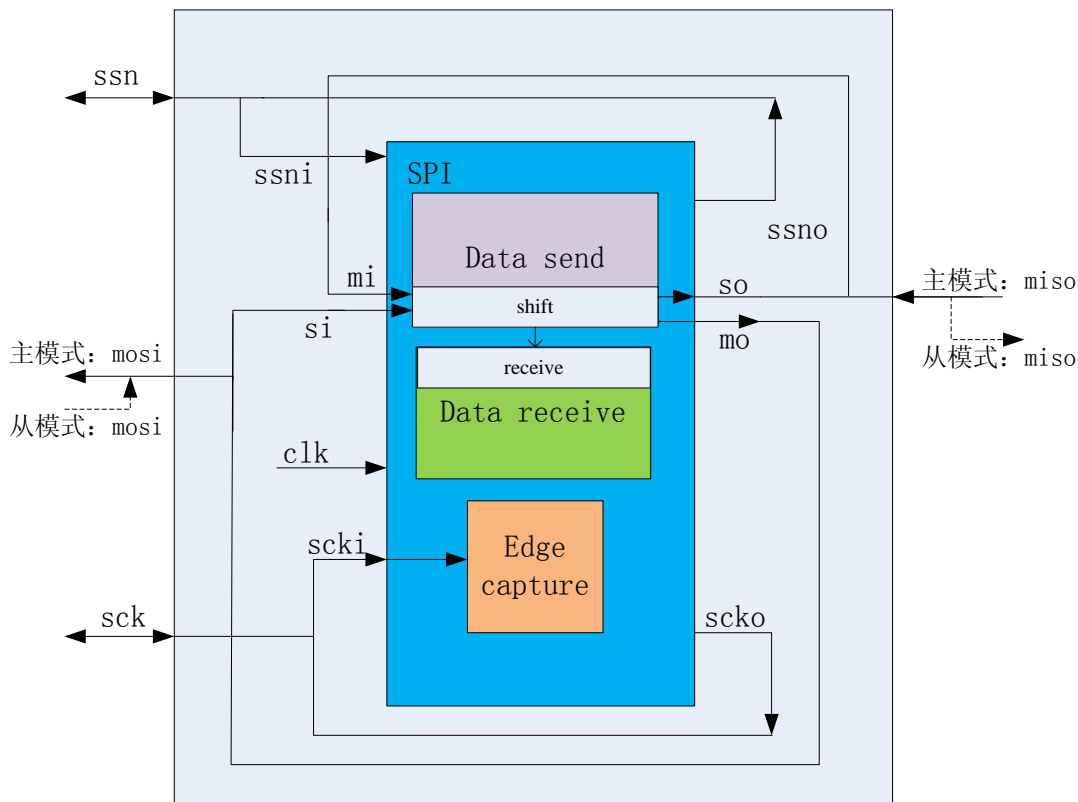 ssn
ssni
SPI
ssno
Data send
mi
so
主模式: miso
shift
si
mo
主模式: mosi
从模式: miso
receive
从模式: mosi
Data receive
clk
scki
Edge
capture
sck
scko